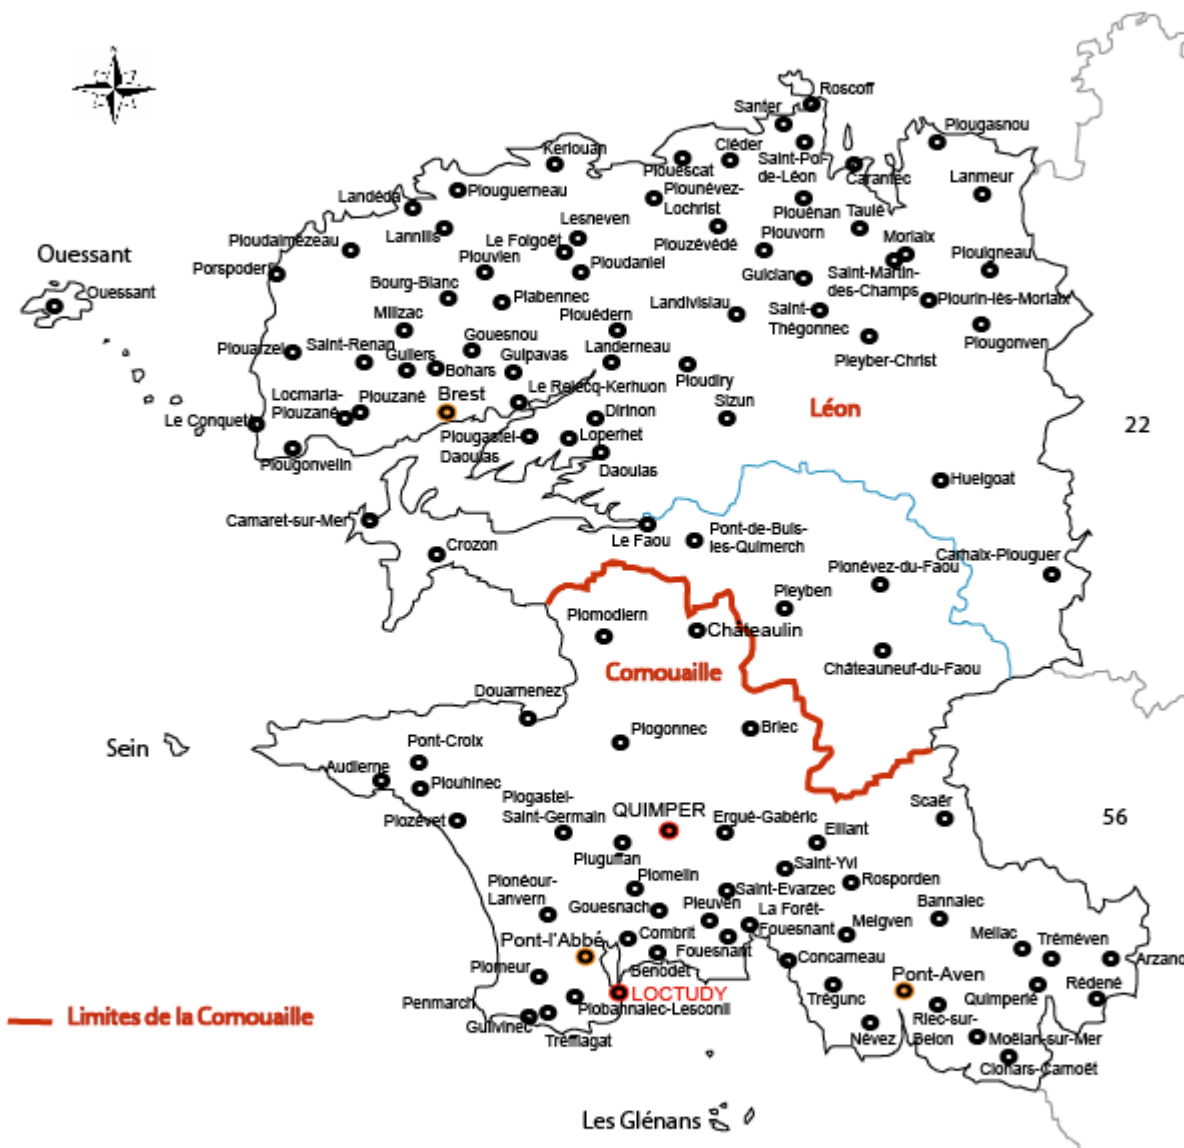 N
Roscoff
Santer
Plougasnou
Cléder
Kerlouan
Plouescat
Saint-Pol-
de-Léon
Carantec
Lanmeur
Plouguerneau
Plounévez-
Lochrist
Landéda
Plouénan
Taulé
Lesneven
Lannilis
Le Folgoët
Plouzévédé
Plouvorn
Morlaix
Ploudalmézeau
Plouvien
Ploudaniel
Plouigneau
Ouessant
Porspoder
Guiclan
Saint-Martin-
des-Champs
Ouessant
Bourg-Blanc
Plabennec
Landivisiau
Saint-
Thégonnec
Plourin-lès-Morlaix
Milizac
Plouédern
Plougonven
Plouarzel
Saint-Renan
Guilers
Gouesnou
Bohars
Guipavas
Landerneau
Ploudiry
Pleyber-Christ
Locmaria-
Plouzané
Plouzané
Brest
Le Relecq-Kerhuon
Dirinon
Sizun
Léon
Le Conquet
22
Plougonvelin
Plougastel-
Daoulas
Loperhet
Daoulas
Huelgoat
Camaret-sur-Mer
Le Faou
Pont-de-Buis-
les-Quimerch
Crozon
Carhaix-Plouguer
Plonévez-du-Faou
Pleyben
Plomodiern
Châteaulin
Châteauneuf-du-Faou
Cornouaille
Douarnenez
Sein
Plogonnec
Briec
Pont-Croix
Audierne
Plouhinec
Plozévet
Plogastel-
Saint-Germain
QUIMPER
Ergué-Gabéric
Elliant
Scaër
56
Pluguffan
Saint-Yvi
Plomelin
Rosporden
Plonéour-
Lanvern
Saint-Evarzec
Gouesnach
Pleuven
La Forêt-
Fouesnant
Bannalec
Melgven
Pont-l'Abbé
Combrit
Fouesnant
Mellac
Tréméven
Arzano
Plomeur
Bénodet
Concarneau
Pont-Aven
Penmarch
LOCTUDY
Trégunc
Quimperlé
Rédené
Limites de la Cornouaille
Guilvinec
Plobannalec-Lesconil
Treffiagat
Névez
Riec-sur-
Belon
Moëlan-sur-Mer
Clohars-Carnoët
Les Glénans